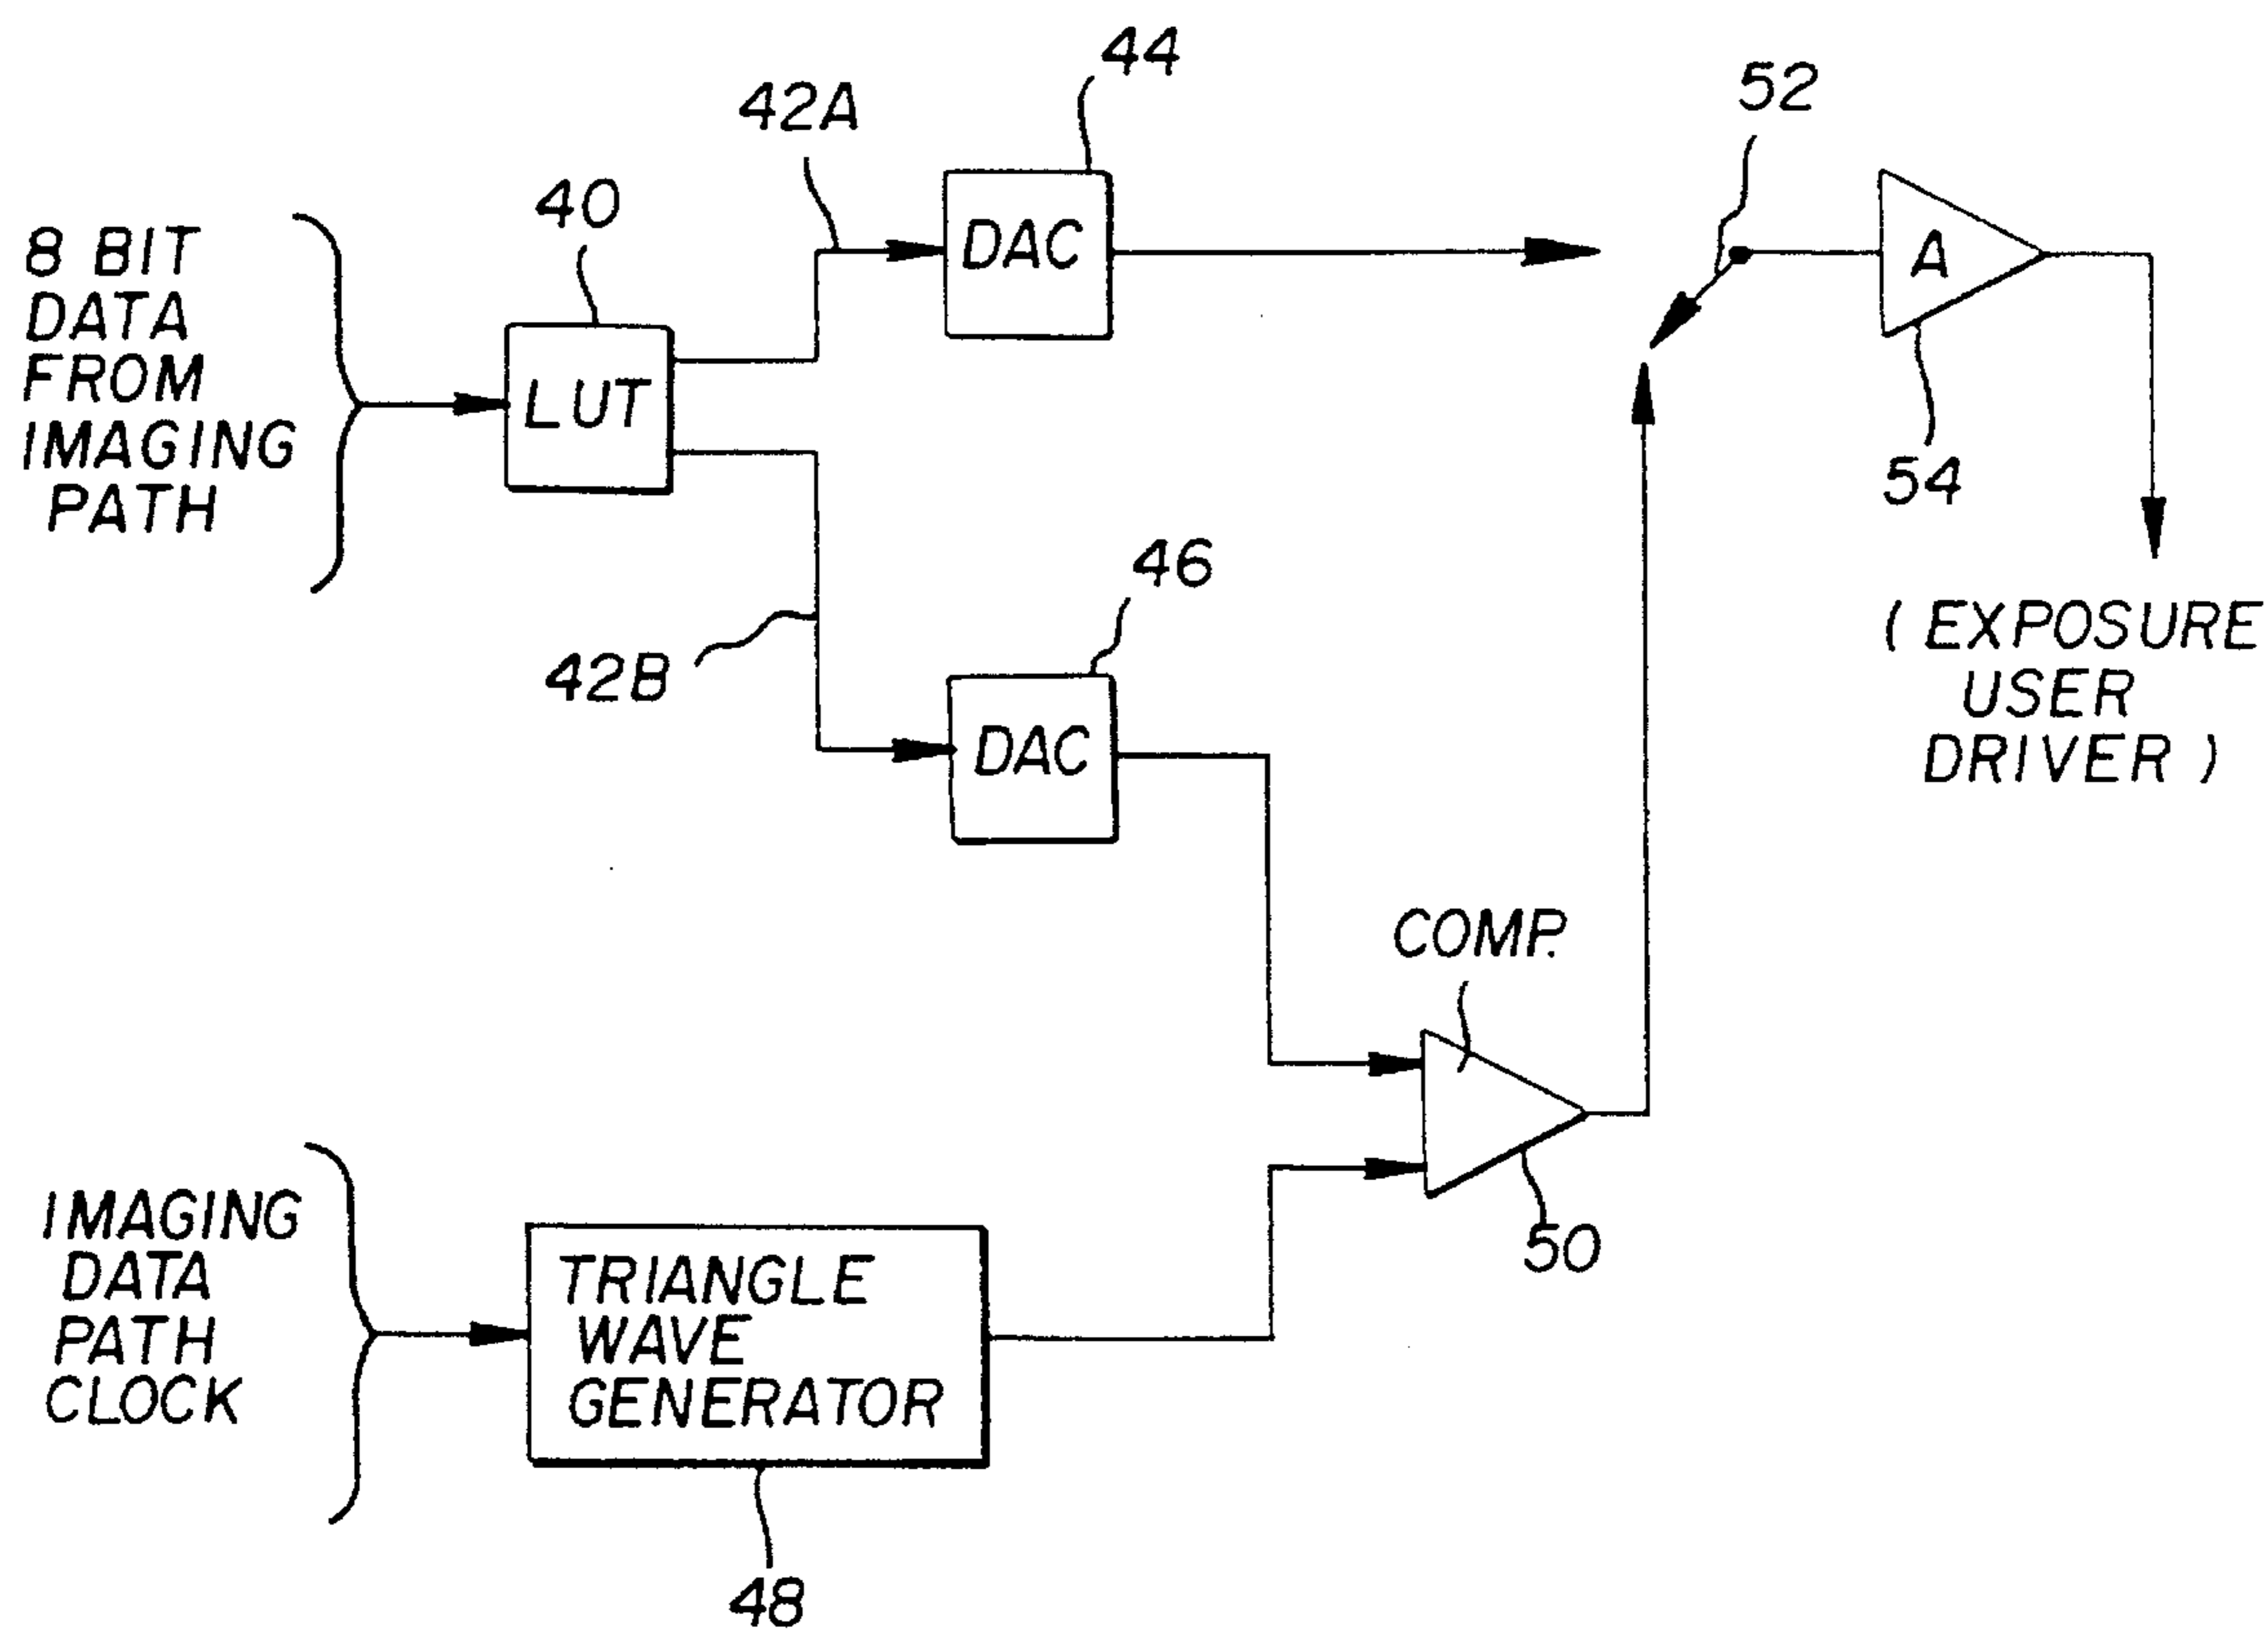 44
52
42A
40
8 BIT
DATA
FROM
IMAGING
PATH
DAC
A
LUT
54
46
42B
DAC
( EXPOSURE
USER
DRIVER )
COMP.
50
IMAGING
DATA
PATH
CLOCK
TRIANGLE
WAVE
GENERATOR
48